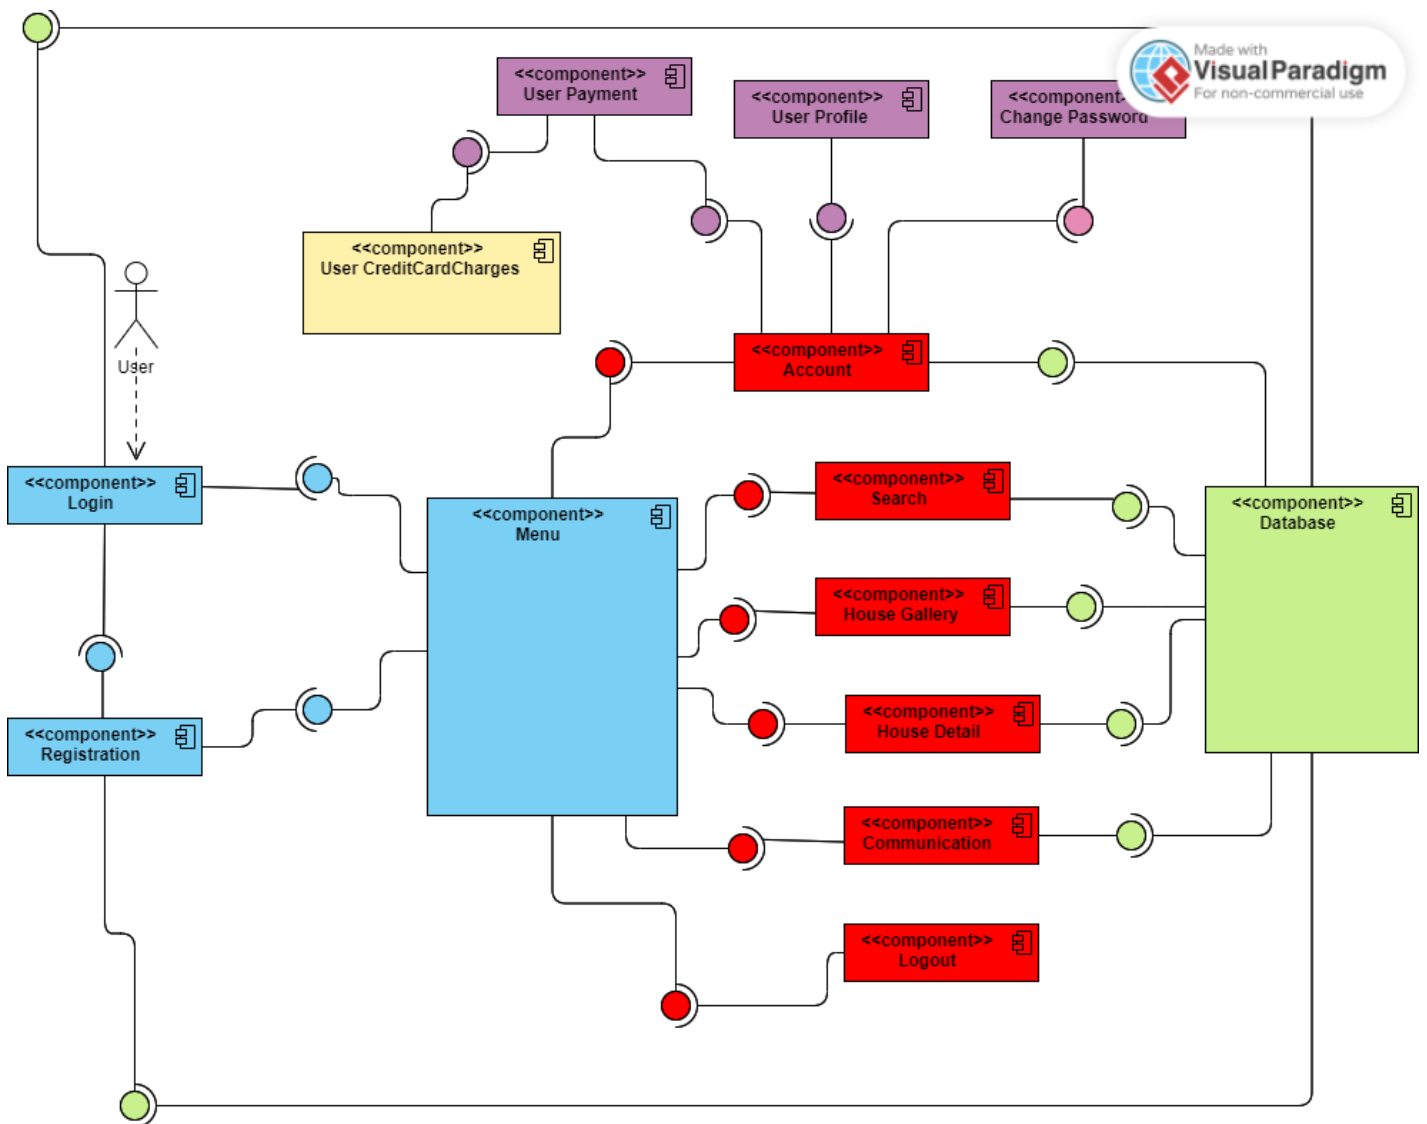 Made with
Visual Paradigm
For non-commercial use
<<component>>
User Payment
<<component>>
User Profile
<<component>>
Change Password
<<component>>
User CreditCardCharges
User
<<component>>
Account
<<component>>
Login
<<component>>
Menu
<<component>>
Search
<<component>>
Database
<<component>>
House Gallery
<<component>>
House Detail
<<component>>
Registration
<<component>>
Communication
<<component>>
Logout